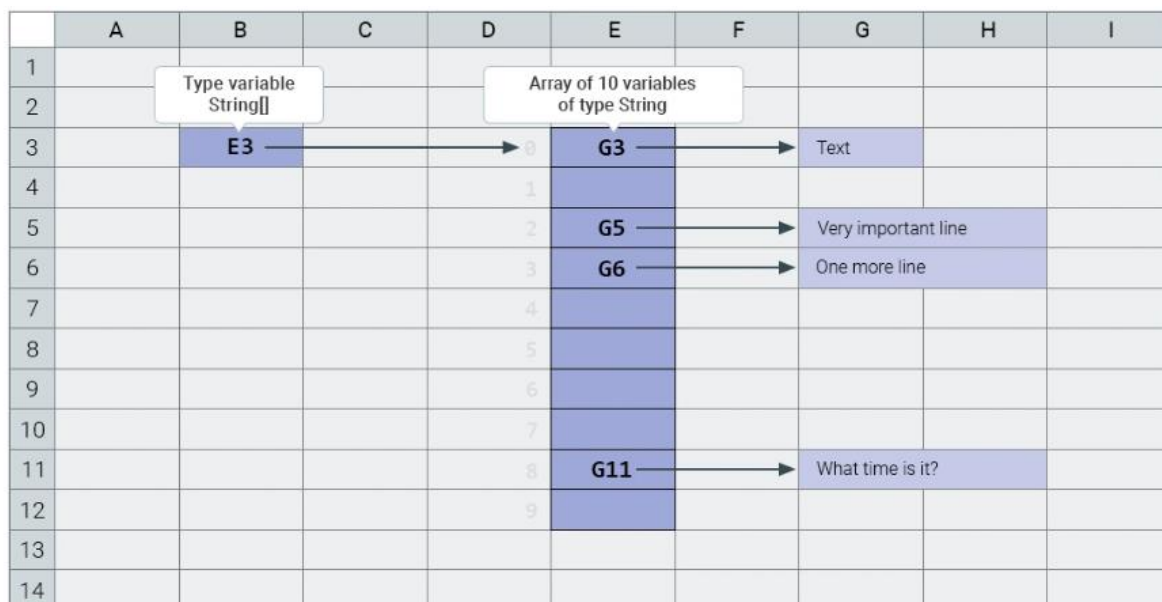 A B C D E F G H I
1
Type variable
String[]
Array of 10 variables
of type String
2
3 E3 0 G3 Text
4 1
5 2 G5 Very important line
6 3 G6 One more line
7 4
8 5
9 6
10 7
11 8 G11 What time is it?
12 9
13
14